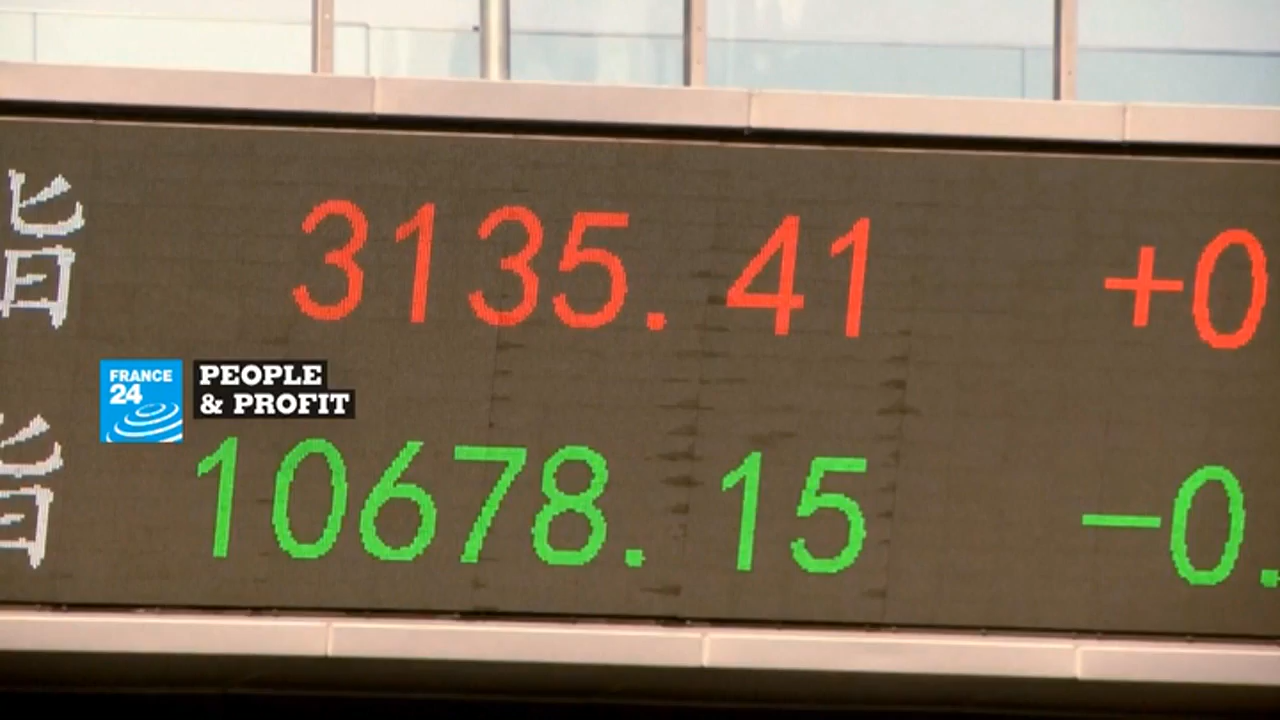 3135.41 +0
FRANCE
24
PEOPLE
& PROFIT
10678.15 −0.